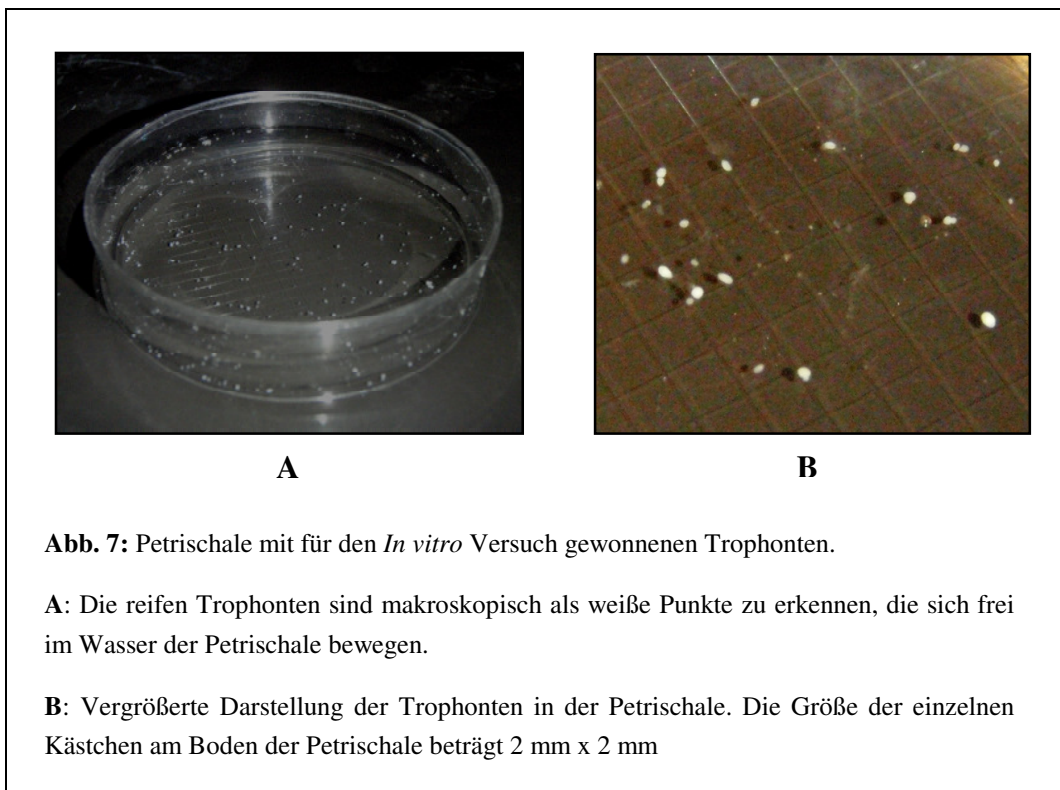 A
B
Abb. 7: Petrischale mit für den In vitro Versuch gewonnenen Trophonten.
A: Die reifen Trophonten sind makroskopisch als weiße Punkte zu erkennen, die sich frei
im Wasser der Petrischale bewegen.
B: Vergrößerte Darstellung der Trophonten in der Petrischale. Die Größe der einzelnen
Kästchen am Boden der Petrischale beträgt 2 mm x 2 mm